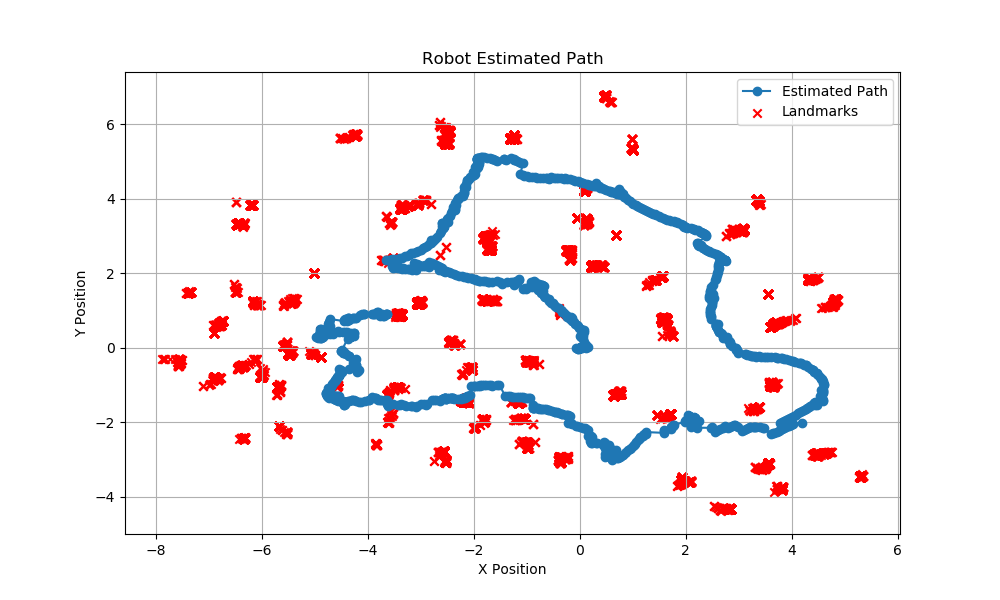 Robot Estimated Path
Estimated Path
Landmarks
6
4
2
0
−2
−4
Y Position
−8 −6 −4 −2 0 2 4 6
X Position